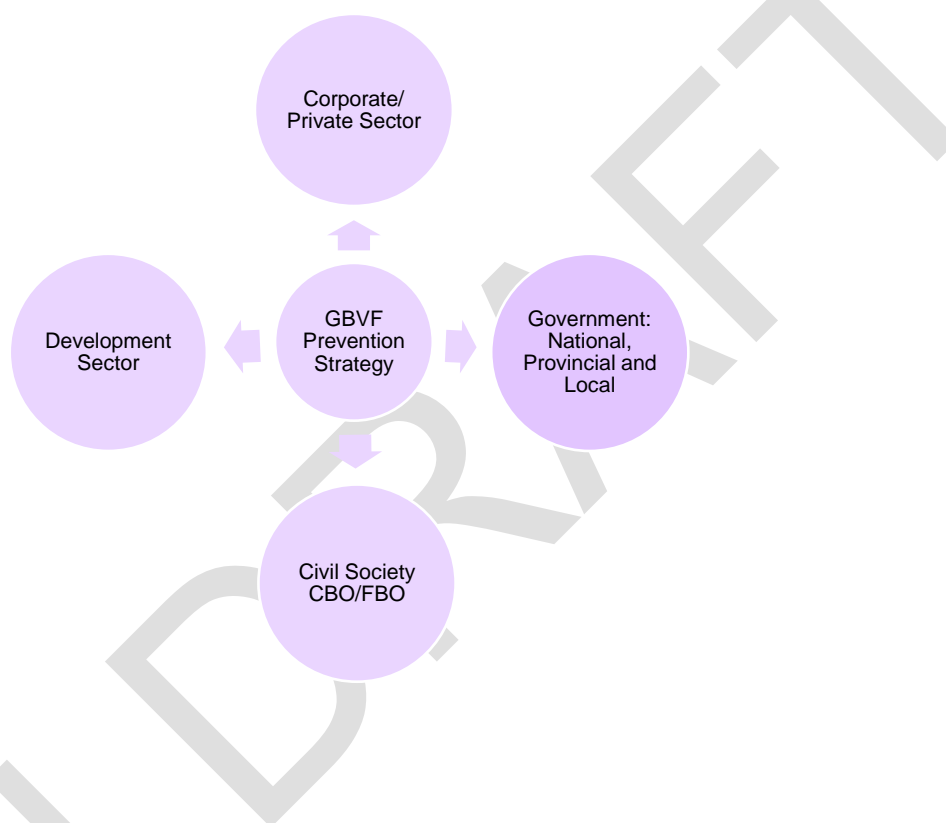 Corporate/
Private Sector
Development
Sector
GBVF
Prevention
Strategy
Government:
National,
Provincial and
Local
Civil Society
CBO/FBO
DRAFT